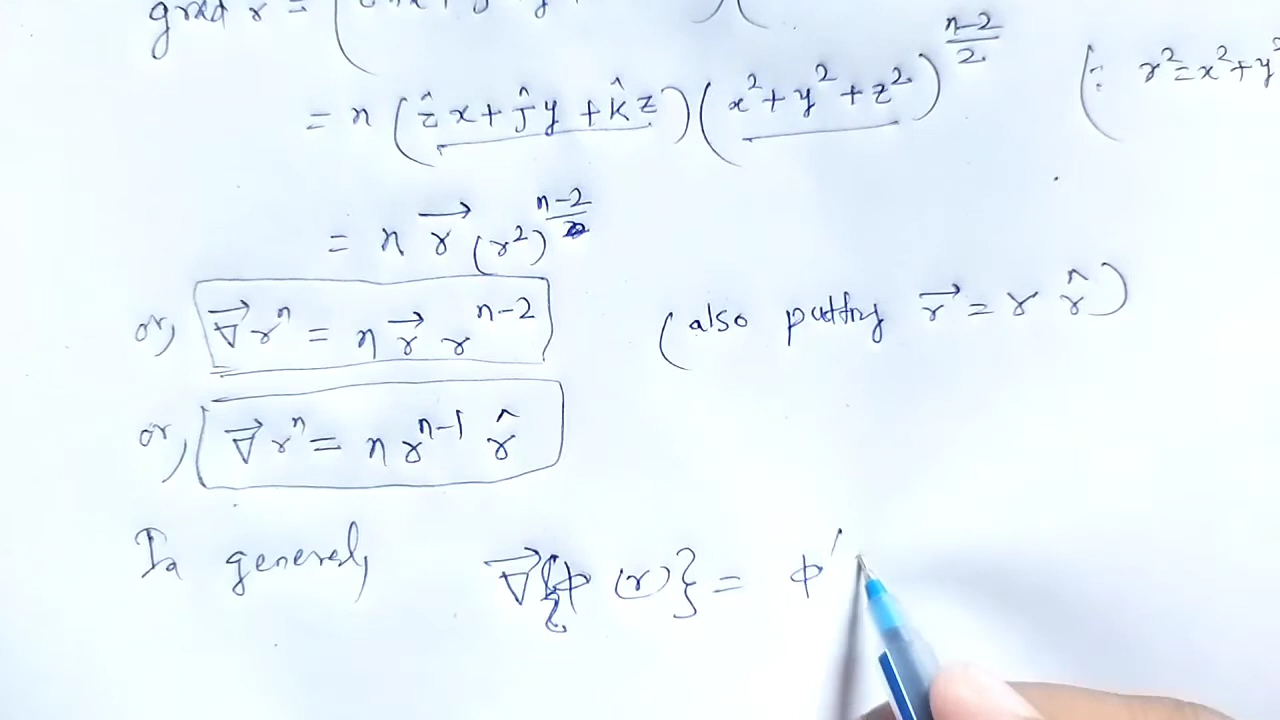 grad r =
= n (î x + ĵ y + k̂ z) (x² + y² + z²)^((n-2)/2) (∵ r² = x² + y²
= n r⃗ (r²)^((n-2)/2)
or, ∇⃗ rⁿ = n r⃗ r^(n-2) (also putting r⃗ = r r̂)
or, ∇⃗ rⁿ = n r^(n-1) r̂
In general, ∇⃗{ϕ (r)} = ϕ′